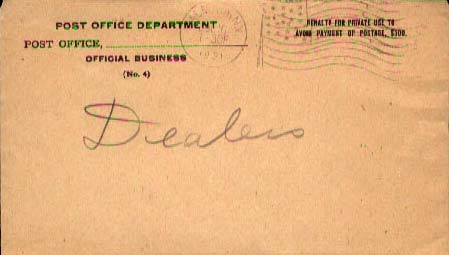 POST OFFICE DEPARTMENT
POST OFFICE,
OFFICIAL BUSINESS
(No. 4)
PENALTY FOR PRIVATE USE TO
AVOID PAYMENT OF POSTAGE, $300.
Dealers